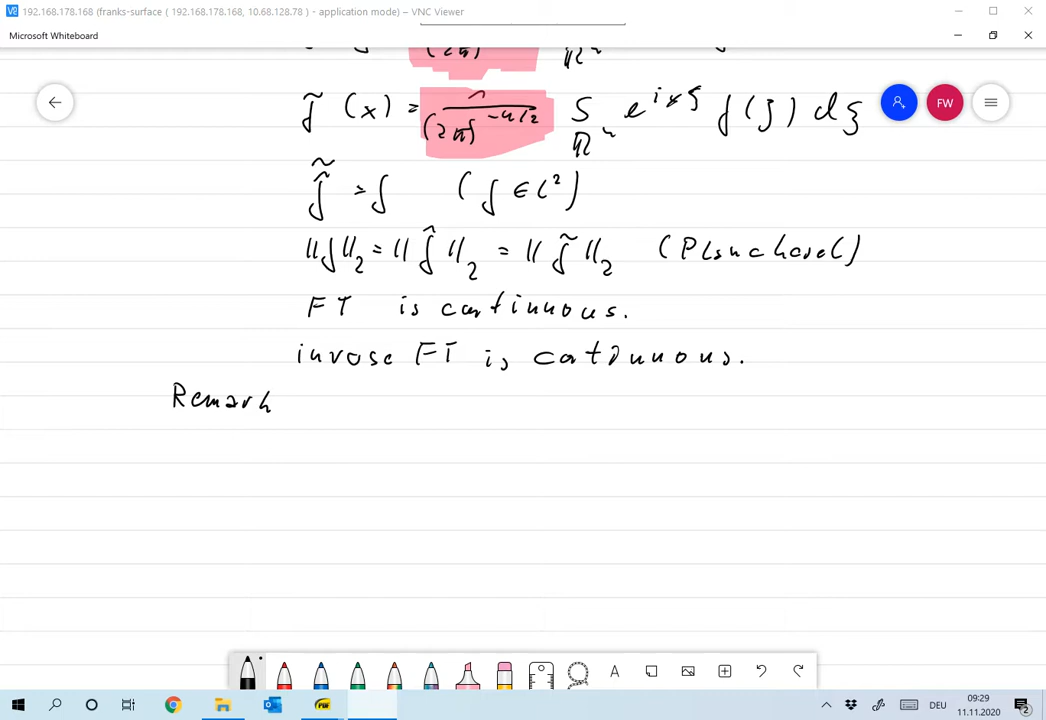 192.168.178.168 (franks-surface ( 192.168.178.168, 10.68.128.78 ) - application mode) – VNC Viewer
Microsoft Whiteboard
f̃ (x) = (2π)^{-n/2} ∫_{ℝ^n} e^{ixξ} f(ξ) dξ
FW
f̂̃ = f (f ∈ L²)
||f||₂ = ||f̂||₂ = ||f̃||₂ (Plancherel)
FT is continuous.
inverse FT is continuous.
Remark
A
DEU
09:29
11.11.2020
2